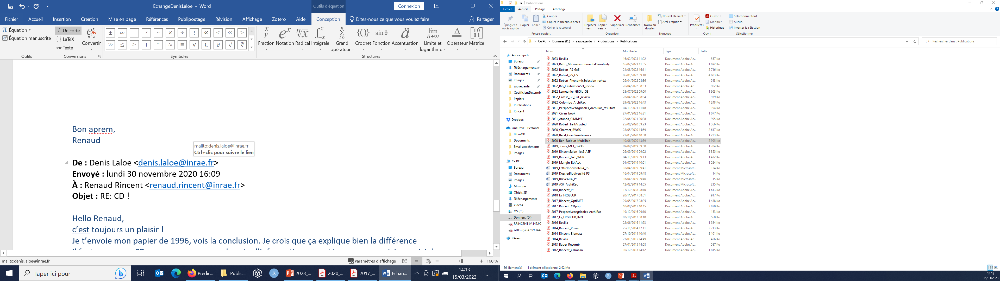 EchangeDenisLaloe - Word
Outils d'équation
Connexion
Fichier Accueil Insertion Création Mise en page Références Publipostage Révision Affichage Zotero Aide Conception Dites-nous ce que vous voulez faire Partager
Équation
Équation manuscrite
Outils
Unicode
LaTeX
abc Texte
Convertir
Conversions
± ∞ = ≠ ~ × ÷ ! ∝ < ≪ >
≫ ≤ ≥ ∓ ≅ ≈ ≡ ∀ ∁ ∂ √ ∛
Symboles
Fraction Notation Radical Intégrale Grand opérateur Crochet Fonction Accentuation Limite et logarithme Opérateur Matrice
Structures
Bon aprem,
Renaud
mailto:denis.laloe@inrae.fr
Ctrl+clic pour suivre le lien
De : Denis Laloe <denis.laloe@inrae.fr>
Envoyé : lundi 30 novembre 2020 16:09
À : Renaud Rincent <renaud.rincent@inrae.fr>
Objet : RE: CD !
Hello Renaud,
c'est toujours un plaisir !
Je t'envoie mon papier de 1996, vois la conclusion. Je crois que ça explique bien la différence
mailto:denis.laloe@inrae.fr
Paramètres d'affichage
160 %
Taper ici pour
Predic...
Public...
2023_...
2020_...
2017_...
Echan...
14:13
15/03/2023
Publications
Fichier Accueil Partage Affichage
Épingler à Accès rapide
Copier
Coller
Couper
Copier le chemin d'accès
Coller le raccourci
Presse-papiers
Déplacer vers
Copier vers
Supprimer
Renommer
Organiser
Nouveau dossier
Nouvel élément
Accès rapide
Nouveau
Propriétés
Ouvrir
Modifier
Historique
Ouvrir
Sélectionner tout
Aucun
Inverser la sélection
Sélectionner
Ce PC > Donnees (D:) > sauvegarde > Productions > Publications
Rechercher dans : Publications
Accès rapide
Bureau
Téléchargements
Documents
Images
sauvegarde
CoefficientDetermin
Papiers
Publications
Rincent
Dropbox
OneDrive - Personal
BibioOK
Documents
Email attachments
Images
Ce PC
Bureau
Documents
Images
Musique
Objets 3D
Téléchargements
Vidéos
OS (C:)
Donnees (D:)
RRINCENT (\\147.99
GDEC (\\147.99.144.
Réseau
Nom Modifié le Type Taille
2023_Revilla 16/02/2023 11:02 Document Adobe Ac... 557 Ko
2023_Raffo_MicroenvironmentalSensitivity 16/02/2023 11:05 Document Adobe Ac... 1 692 Ko
2022_Robert_PS_GxE 24/08/2022 16:11 Document Adobe Ac... 2 716 Ko
2022_Robert_PS_GS 06/01/2022 09:10 Document Adobe Ac... 4 603 Ko
2022_Robert_PhenomicSelection_review 26/04/2022 08:36 Document Adobe Ac... 513 Ko
2022_Rio_CalibrationSet_review 26/04/2022 08:33 Document Adobe Ac... 962 Ko
2022_Lemeunier_GliGlu_GS 28/07/2022 09:00 Document Adobe Ac... 1 963 Ko
2022_Crossa_GS_GxE_review 26/04/2022 08:34 Document Adobe Ac... 939 Ko
2022_Colombo_ArchiRac 29/03/2022 16:43 Document Adobe Ac... 4 248 Ko
2021_PerspectivesAgricoles_ArchiRac_resultats 04/11/2021 11:48 Document Adobe Ac... 194 Ko
2021_Civan_book 27/01/2022 16:31 Document Adobe Ac... 1 077 Ko
2021_Atanda_CIMMYT 22/06/2021 20:28 Document Adobe Ac... 995 Ko
2020_Robert_TraitAssisted 25/08/2020 09:23 Document Adobe Ac... 1 366 Ko
2020_Charmet_BWGS 28/05/2020 15:59 Document Adobe Ac... 2 617 Ko
2020_Beral_GrainSizeVariance 27/03/2020 10:08 Document Adobe Ac... 1 223 Ko
2020_Ben-Sadoun_MultiTrait 10/06/2020 13:39 Document Adobe Ac... 2 995 Ko
2019_Touzy_MET_GWAS 09/09/2019 09:50 Document Adobe Ac... 1 784 Ko
2019_RincentSalon_1et2_ASF 26/09/2019 09:02 Document Adobe Ac... 3 355 Ko
2019_Rincent_GxE_WUR 04/11/2019 09:13 Document Adobe Ac... 1 432 Ko
2019_Mangin_EthAcc 01/07/2019 10:01 Document Adobe Ac... 1 524 Ko
2019_LettreInnoverINRA_PS 16/04/2019 09:41 Document Microsoft... 154 Ko
2019_DossierBiodiversité_PS 16/04/2019 09:48 Document Microsoft... 14 Ko
2019_BreveARA_PS 16/04/2019 09:46 Document Microsoft... 15 Ko
2019_ASF_ArchiRac 12/02/2019 14:55 Document Microsoft... 215 Ko
2018_Rincent_PS 17/12/2018 08:40 Document Adobe Ac... 1 613 Ko
2018_Ly_FRGBLUP 20/11/2017 08:01 Document Adobe Ac... 917 Ko
2017_Rincent_OptiMET 29/05/2017 08:25 Document Adobe Ac... 1 438 Ko
2017_Rincent_CDpop 10/08/2017 10:45 Document Adobe Ac... 3 870 Ko
2017_PespectivesAgricoles_ArchiRac 19/12/2016 09:10 Document Adobe Ac... 153 Ko
2017_Ly_FRGBLUP_INN 02/10/2017 08:10 Document Adobe Ac... 560 Ko
2016_Revilla 22/06/2016 11:23 Document Adobe Ac... 1 584 Ko
2014_Rincent_Power 25/11/2014 17:11 Document Adobe Ac... 2 713 Ko
2014_Rincent_Biomass 27/10/2014 10:40 Document Adobe Ac... 3 101 Ko
2014_Revilla 27/01/2015 14:49 Document Adobe Ac... 456 Ko
2013_Bauer_Recomb 27/01/2015 14:08 Document Adobe Ac... 587 Ko
2012_Rincent_CDmean 10/12/2013 14:12 Document Adobe Ac... 1 815 Ko
36 élément(s) 1 élément sélectionné 2,92 Mo
14:13
15/03/2023